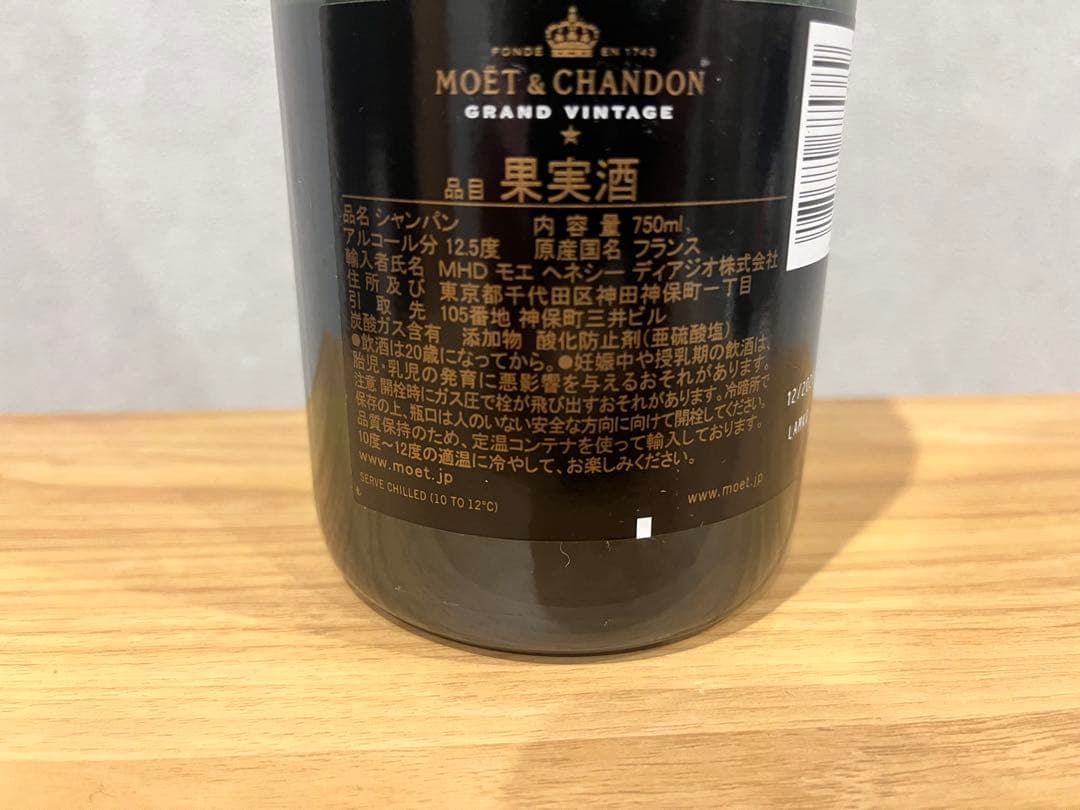 FONDÉ EN 1743
MOËT & CHANDON
GRAND VINTAGE
品目 果実酒
品名 シャンパン 内容量 750ml
アルコール分 12.5度 原産国名 フランス
輸入者氏名 MHD モエ ヘネシー ディアジオ株式会社
住所及び 東京都千代田区神田神保町一丁目
引取先 105番地 神保町三井ビル
炭酸ガス含有 添加物 酸化防止剤(亜硫酸塩)
●飲酒は20歳になってから。●妊娠中や授乳期の飲酒は、
胎児・乳児の発育に悪影響を与えるおそれがあります。
注意 開栓時にガス圧で栓が飛び出すおそれがあります。冷暗所で
保存の上、瓶口は人のいない安全な方向に向けて開栓してください。
品質保持のため、定温コンテナを使って輸入しております。
10度～12度の適温に冷やして、お楽しみください。
www.moet.jp
SERVE CHILLED (10 TO 12°C)
www.moet.jp